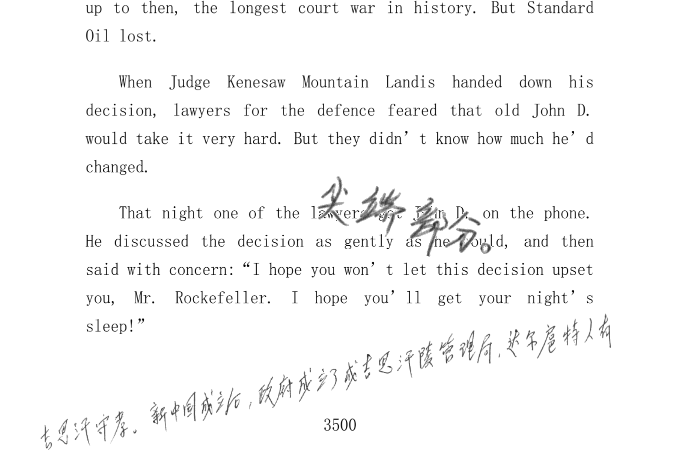 up to then, the longest court war in history. But Standard
Oil lost.
When Judge Kenesaw Mountain Landis handed down his
decision, lawyers for the defence feared that old John D.
would take it very hard. But they didn’t know how much he’d
changed.
That night one of the lawyers got John D. on the phone.
尖端部分。
He discussed the decision as gently as he could, and then
said with concern:“I hope you won’t let this decision upset
you, Mr. Rockefeller. I hope you’ll get your night’s
sleep!”
吉思汗守孝。新中国成立后，政府成立了成吉思汗陵管理局，达尔扈特人有
3500